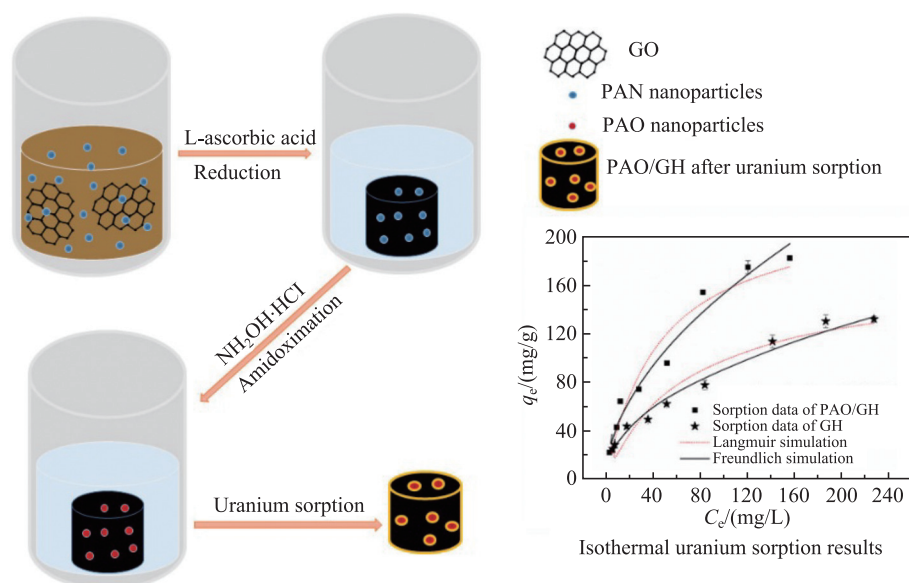 L-ascorbic acid
Reduction
NH₂OH·HCl
Amidoximation
Uranium sorption
GO
PAN nanoparticles
PAO nanoparticles
PAO/GH after uranium sorption
200
160
120
80
40
0
qₑ/(mg/g)
Sorption data of PAO/GH
Sorption data of GH
Langmuir simulation
Freundlich simulation
0 40 80 120 160 200 240
Cₑ/(mg/L)
Isothermal uranium sorption results